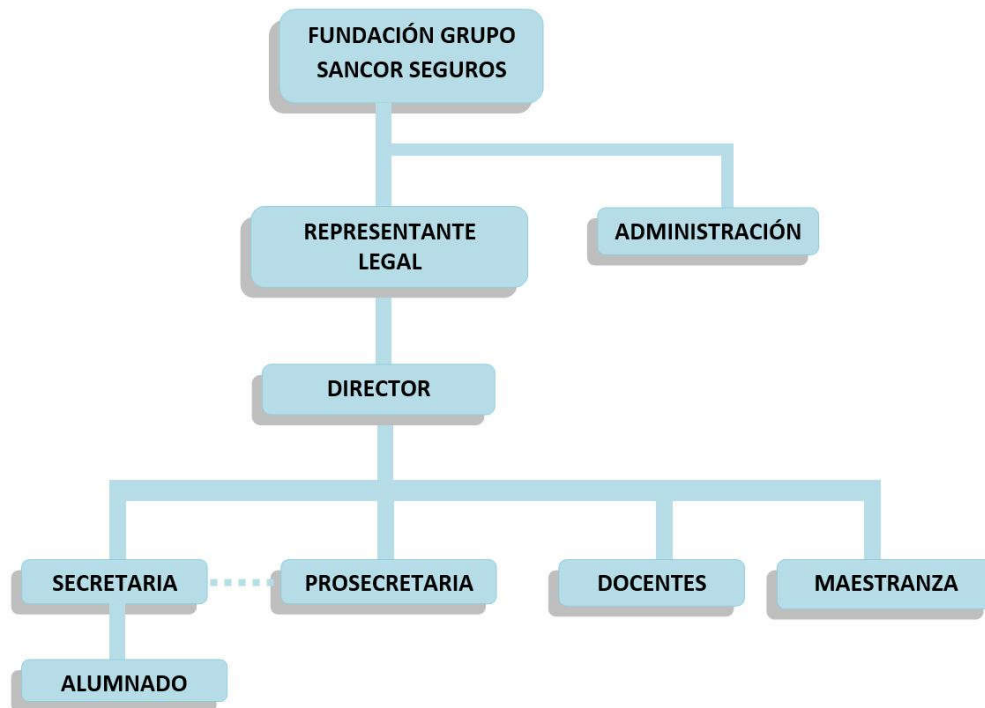 FUNDACIÓN GRUPO
SANCOR SEGUROS
REPRESENTANTE
LEGAL
ADMINISTRACIÓN
DIRECTOR
SECRETARIA
PROSECRETARIA
DOCENTES
MAESTRANZA
ALUMNADO